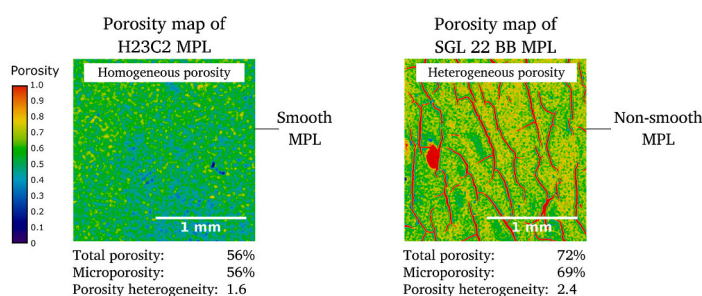 Porosity map of
H23C2 MPL
Homogeneous porosity
Porosity
1.0
0.9
0.8
0.7
0.6
0.5
0.4
0.3
0.2
0.1
0
1 mm
Smooth
MPL
Total porosity: 56%
Microporosity: 56%
Porosity heterogeneity: 1.6
Porosity map of
SGL 22 BB MPL
Heterogeneous porosity
1 mm
Non-smooth
MPL
Total porosity: 72%
Microporosity: 69%
Porosity heterogeneity: 2.4